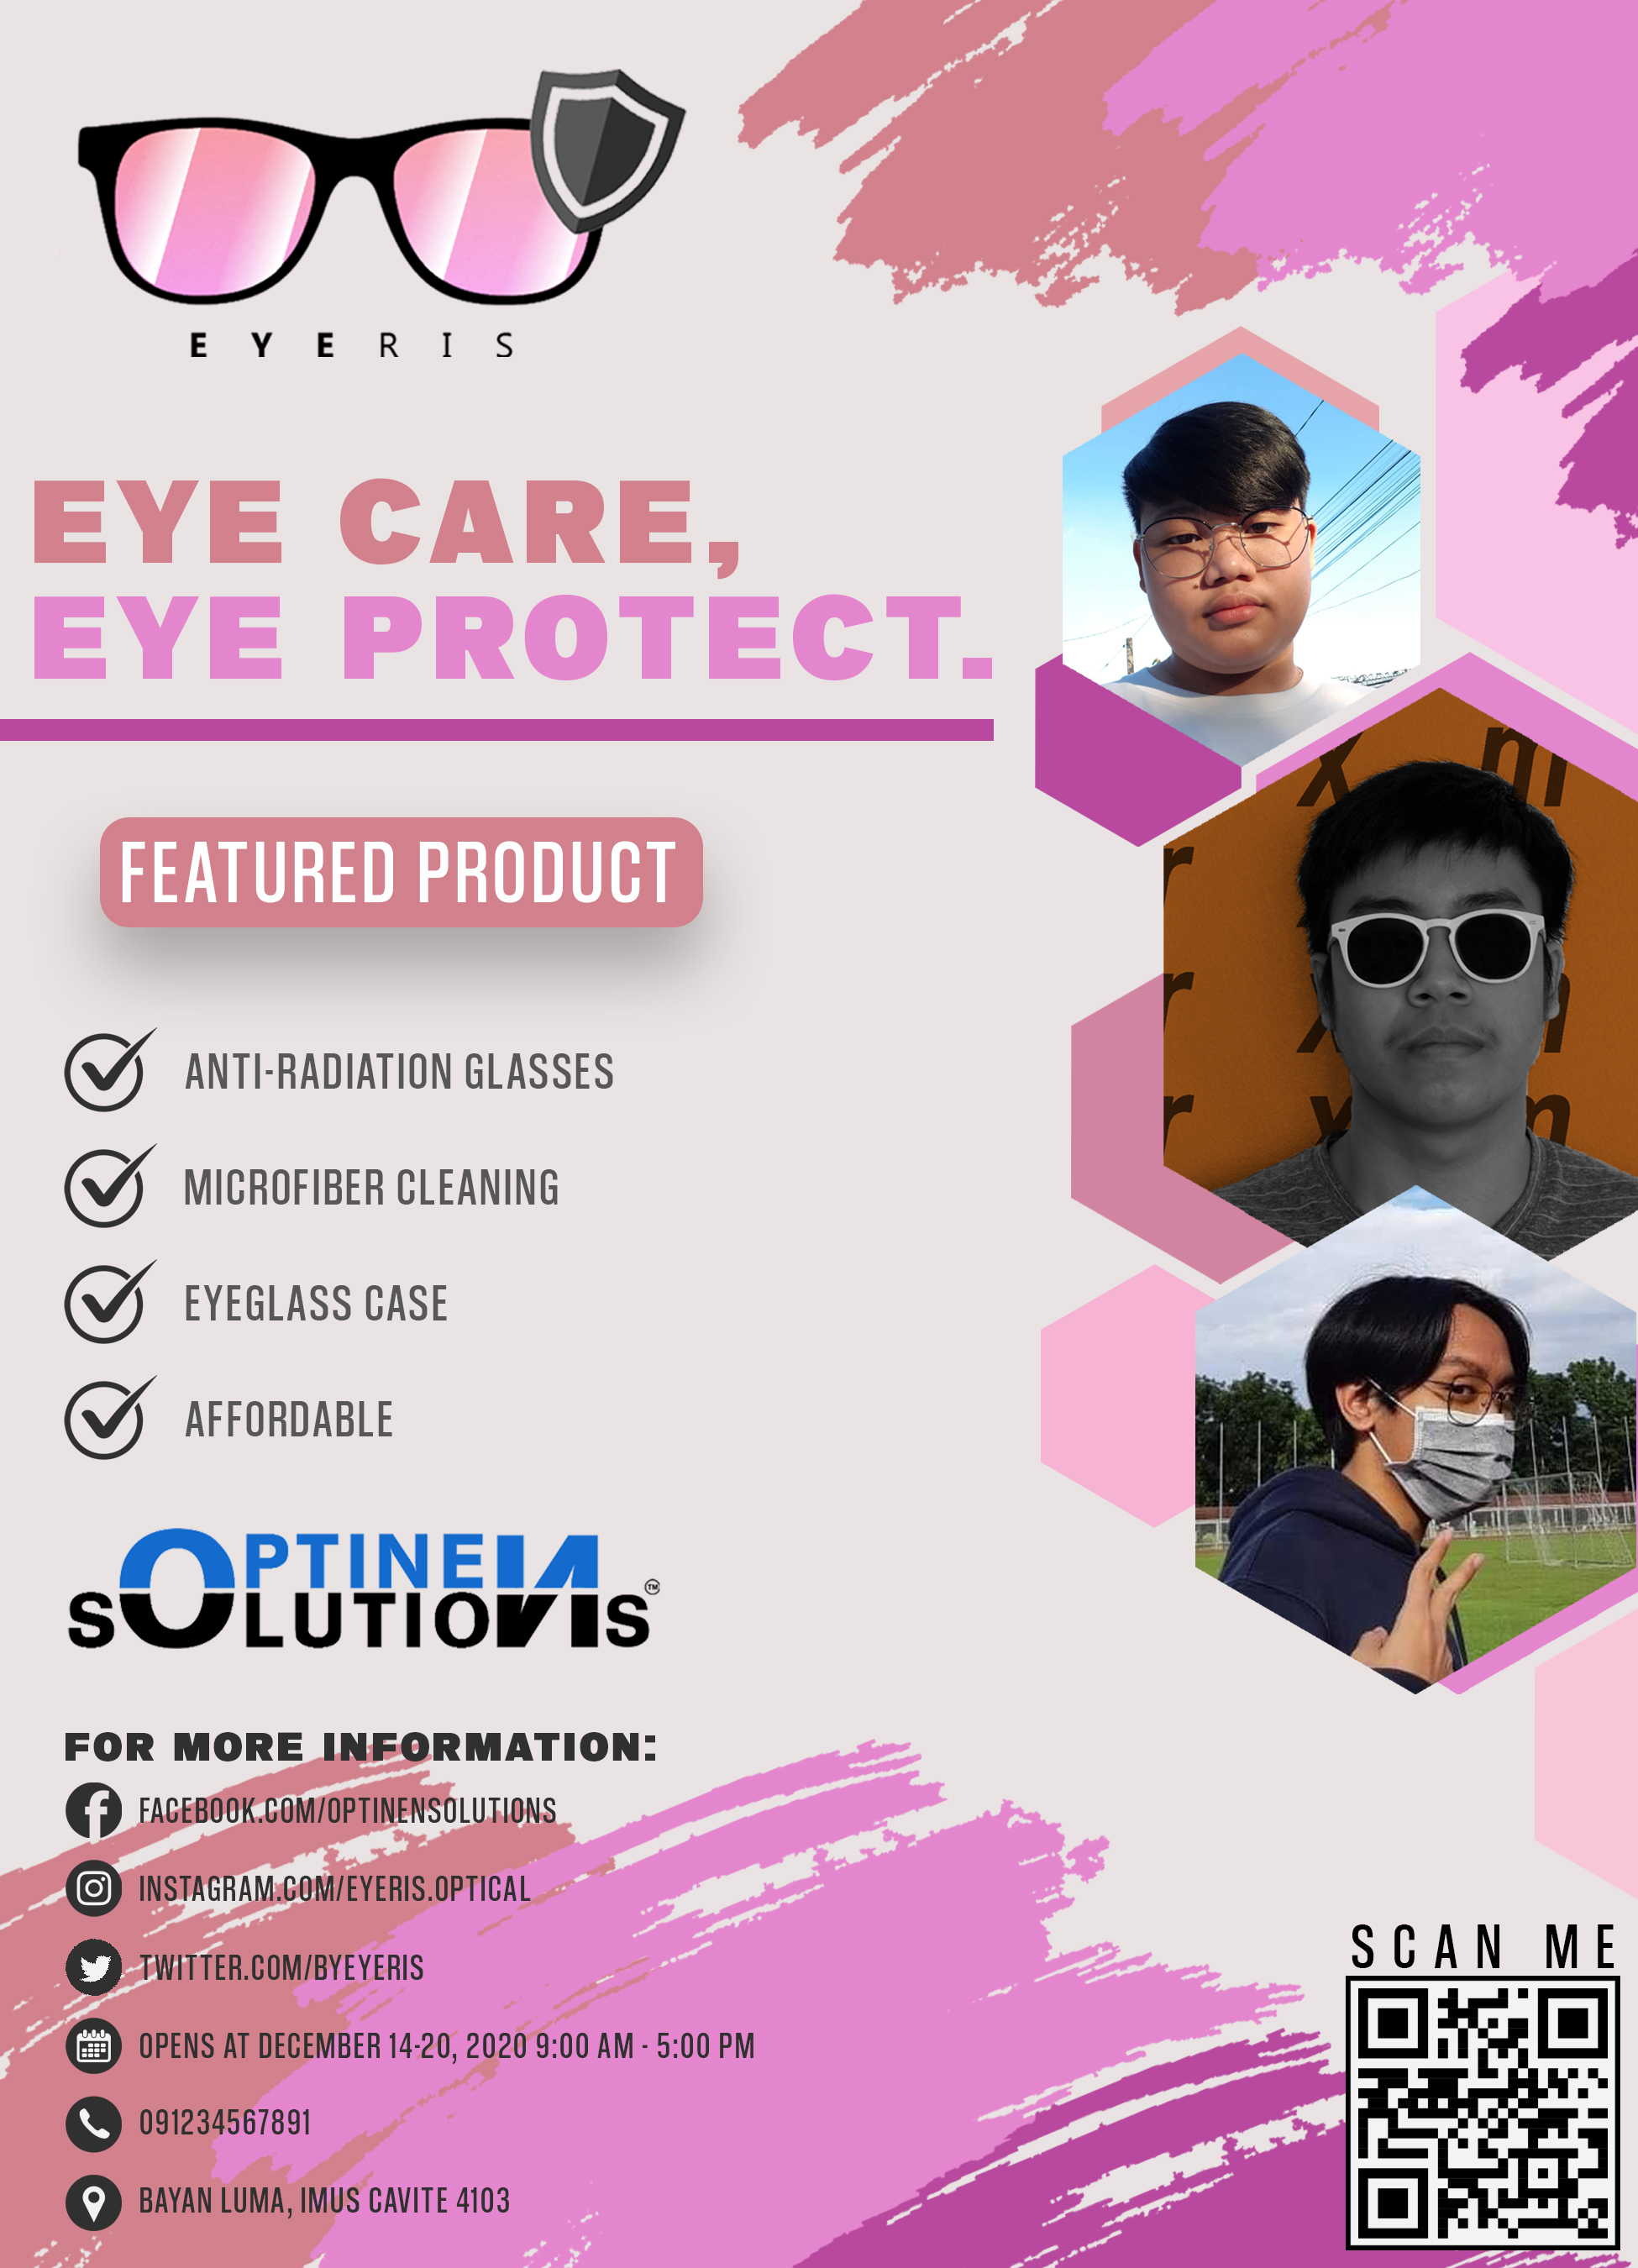 EYERIS
EYE CARE,
EYE PROTECT.
FEATURED PRODUCT
ANTI-RADIATION GLASSES
MICROFIBER CLEANING
EYEGLASS CASE
AFFORDABLE
OPTINEN
SOLUTIONS™
FOR MORE INFORMATION:
FACEBOOK.COM/OPTINENSOLUTIONS
INSTAGRAM.COM/EYERIS.OPTICAL
TWITTER.COM/BYEYERIS
OPENS AT DECEMBER 14-20, 2020 9:00 AM - 5:00 PM
091234567891
BAYAN LUMA, IMUS CAVITE 4103
SCAN ME
x m
r
r
r x n